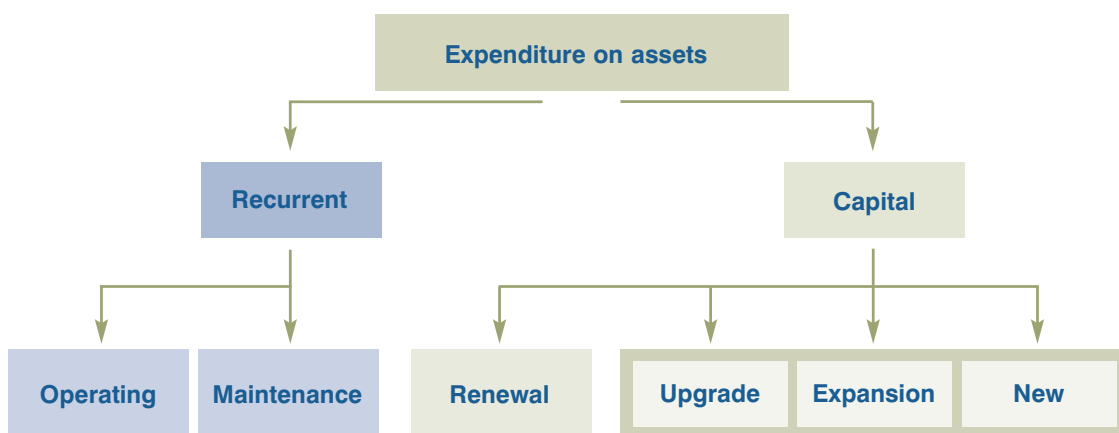 Expenditure on assets
Recurrent
Capital
Operating
Maintenance
Renewal
Upgrade
Expansion
New